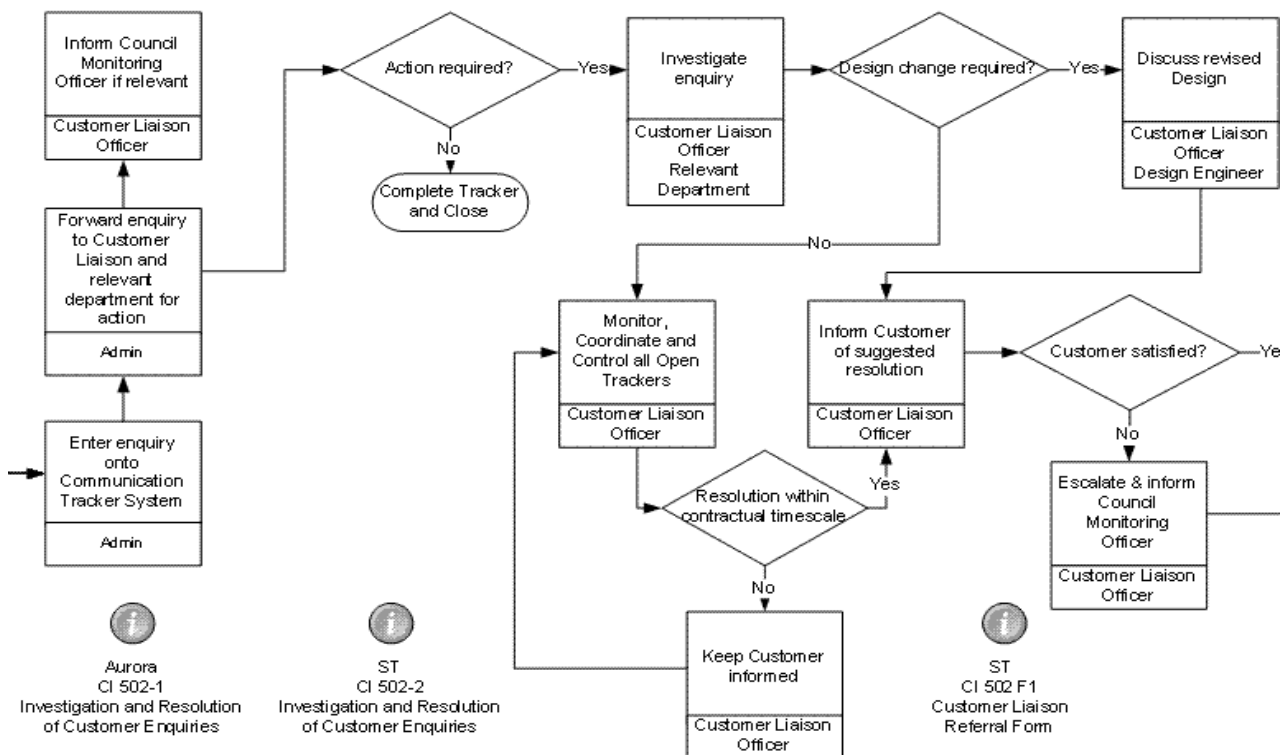 Inform Council
Monitoring
Officer if relevant
Customer Liaison
Officer
Action required?
Yes
No
Complete Tracker
and Close
Investigate
enquiry
Customer Liaison
Officer
Relevant
Department
Design change required?
Yes
No
Discuss revised
Design
Customer Liaison
Officer
Design Engineer
Forward enquiry
to Customer
Liaison and
relevant
department for
action
Admin
Enter enquiry
onto
Communication
Tracker System
Admin
Monitor,
Coordinate and
Control all Open
Trackers
Customer Liaison
Officer
Resolution within
contractual timescale
Yes
No
Keep Customer
informed
Customer Liaison
Officer
Inform Customer
of suggested
resolution
Customer Liaison
Officer
Customer satisfied?
Ye
No
Escalate & inform
Council
Monitoring
Officer
Customer Liaison
Officer
Aurora
CI 502-1
Investigation and Resolution
of Customer Enquiries
ST
CI 502-2
Investigation and Resolution
of Customer Enquiries
ST
CI 502 F1
Customer Liaison
Referral Form